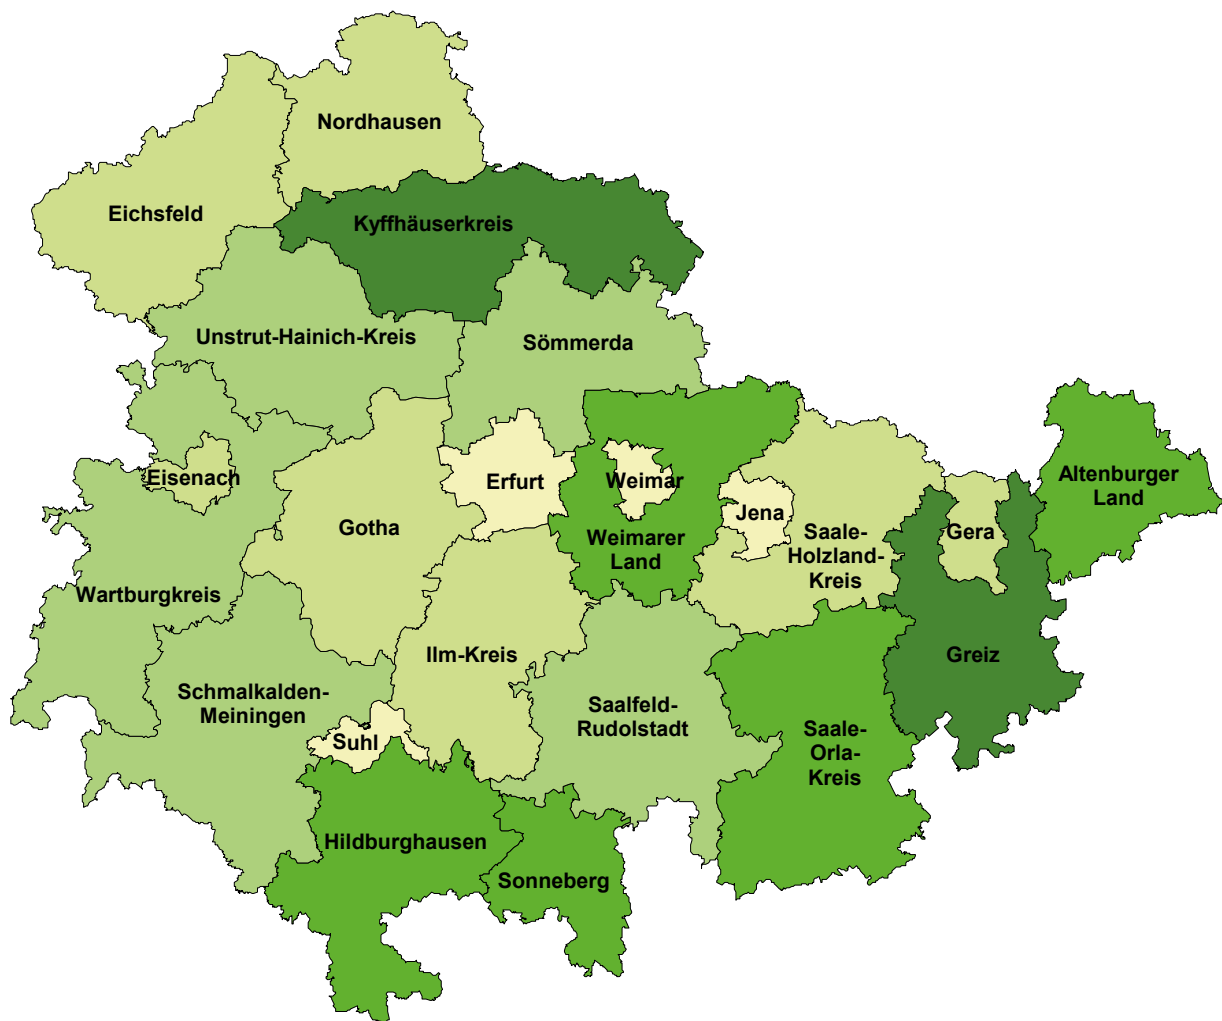 Nordhausen
Eichsfeld
Kyffhäuserkreis
Unstrut-Hainich-Kreis
Sömmerda
Eisenach
Erfurt
Weimar
Altenburger
Land
Gotha
Jena
Saale-
Holzland-
Kreis
Gera
Weimarer
Land
Wartburgkreis
Ilm-Kreis
Greiz
Schmalkalden-
Meiningen
Saalfeld-
Rudolstadt
Suhl
Saale-
Orla-
Kreis
Hildburghausen
Sonneberg